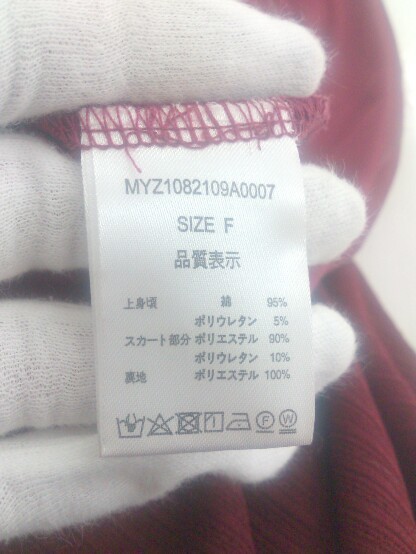 MYZ1082109A0007
SIZE F
品質表示
上身頃 綿 95%
ポリウレタン 5%
スカート部分 ポリエステル 90%
ポリウレタン 10%
裏地 ポリエステル 100%
F W